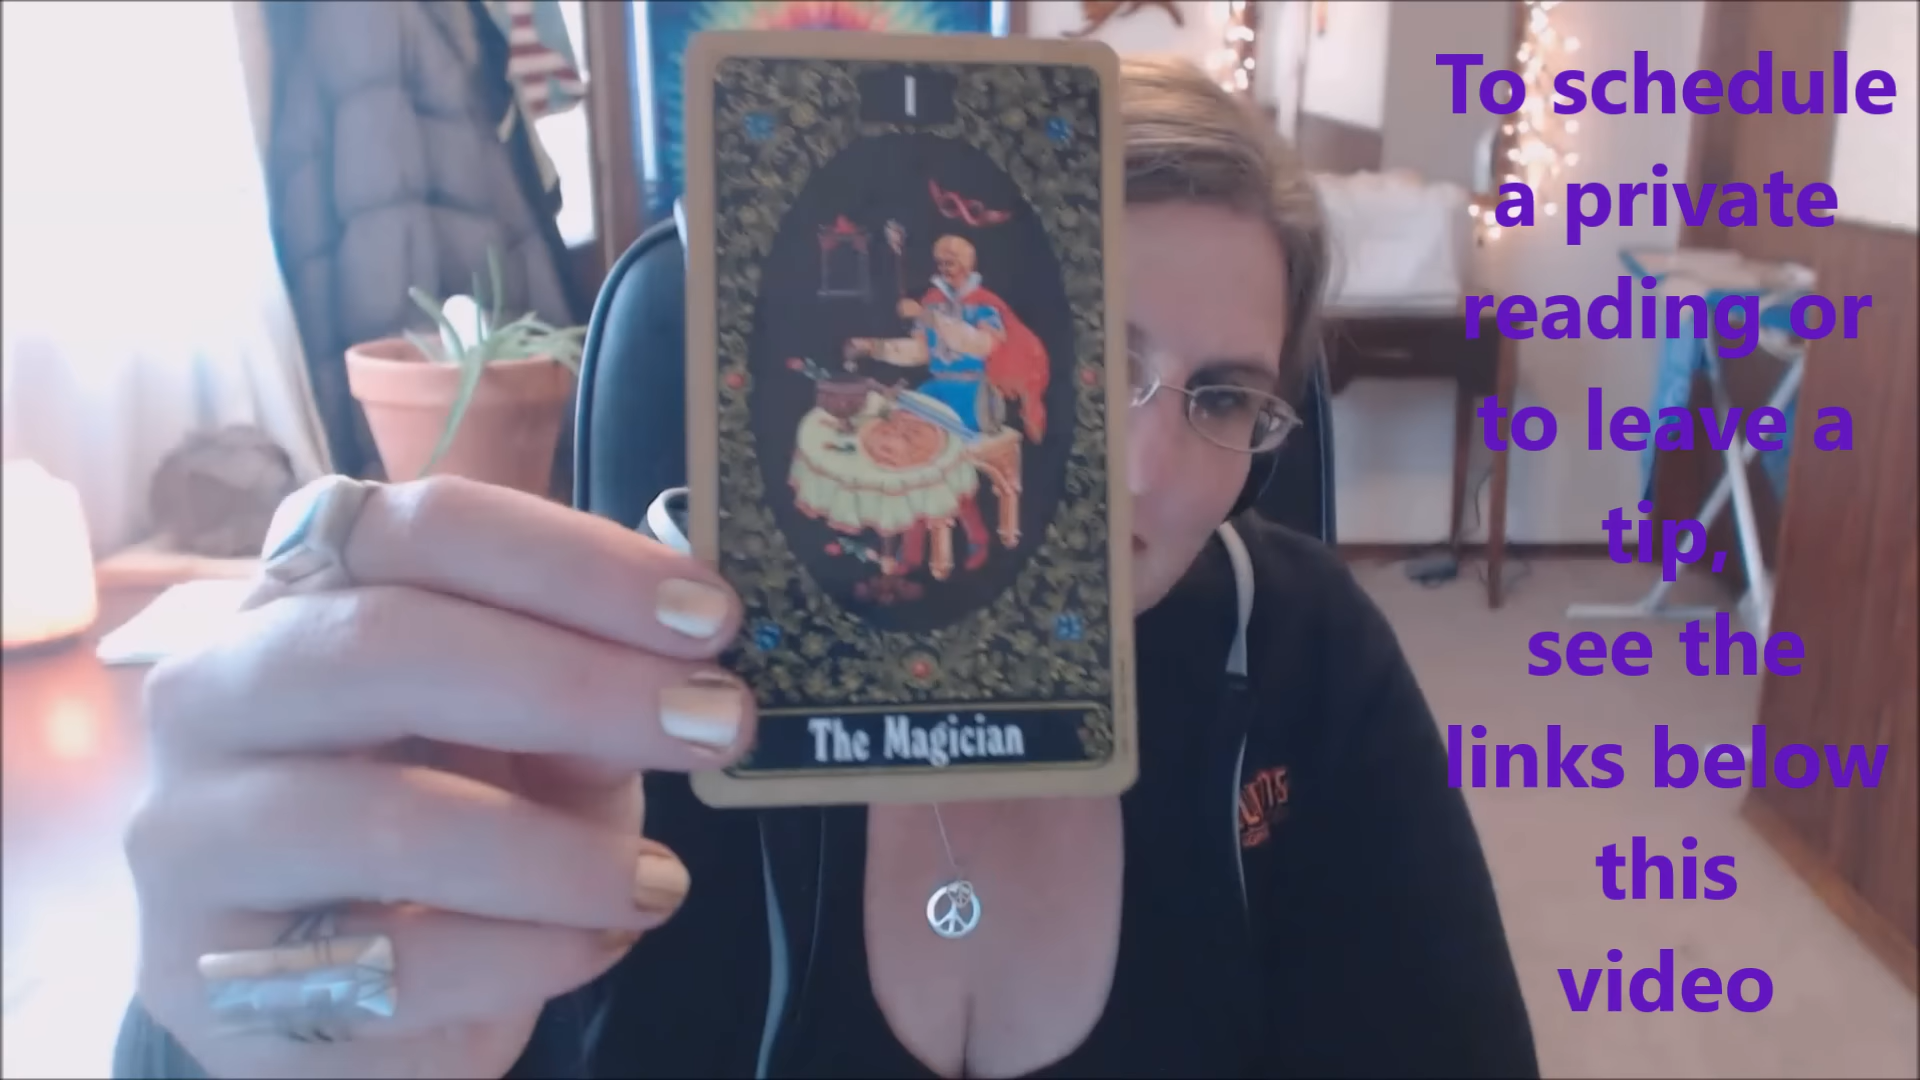 I
The Magician
To schedule
a private
reading or
to leave a
tip,
see the
links below
this
video